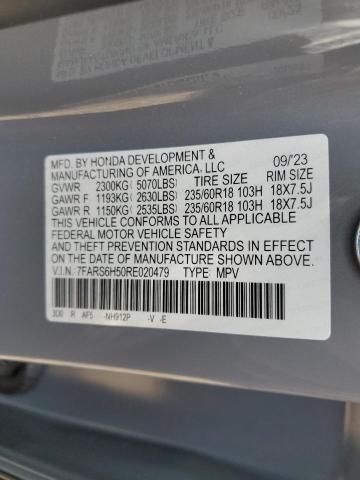 MFD. BY HONDA DEVELOPMENT &
MANUFACTURING OF AMERICA, LLC 09/'23
GVWR 2300KG (5070LBS) TIRE SIZE RIM SIZE
GAWR F 1193KG (2630LBS) 235/60R18 103H 18X7.5J
GAWR R 1150KG (2535LBS) 235/60R18 103H 18X7.5J
THIS VEHICLE CONFORMS TO ALL APPLICABLE
FEDERAL MOTOR VEHICLE SAFETY
AND THEFT PREVENTION STANDARDS IN EFFECT
ON THE DATE OF MANUFACTURE SHOWN ABOVE.
V.I.N. 7FARS6H50RE020479 TYPE MPV
3D0 R AF5 -NH912P -V -E